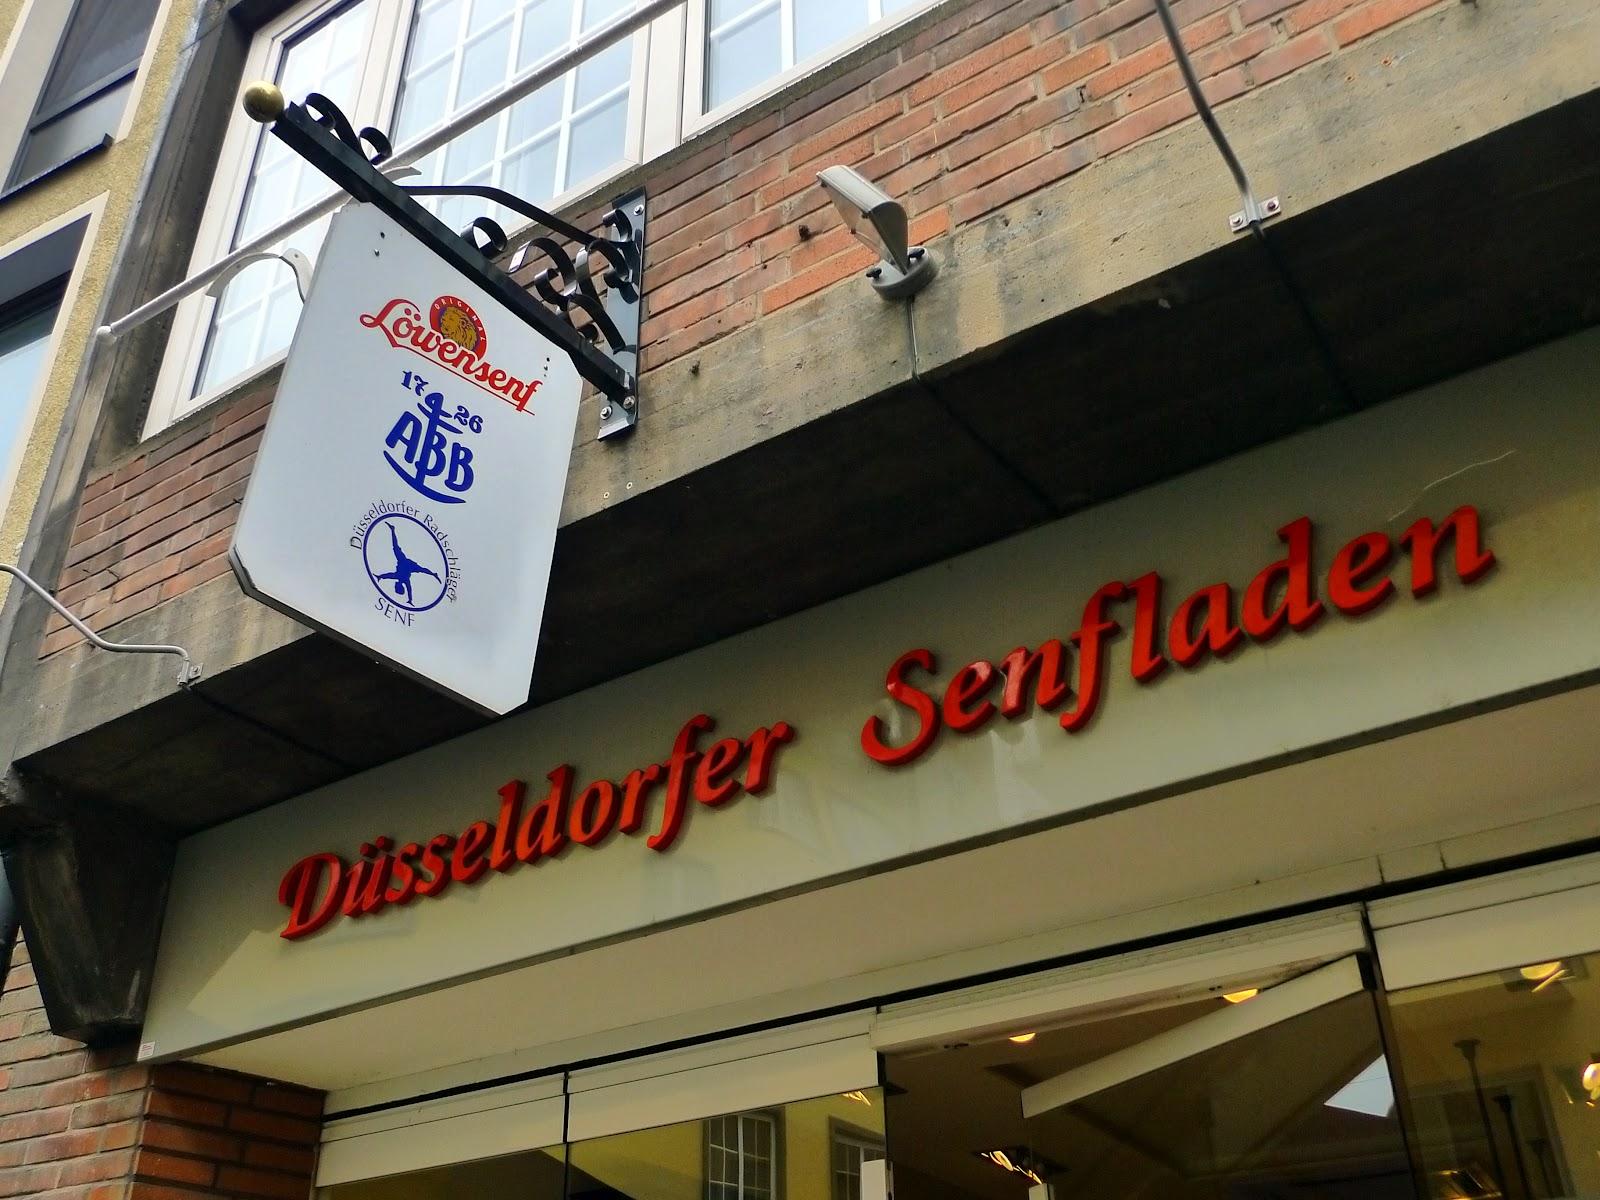 ORIGINAL
Löwensenf
17 26
ABB
Düsseldorfer Radschläger
SENF
Düsseldorfer Senfladen